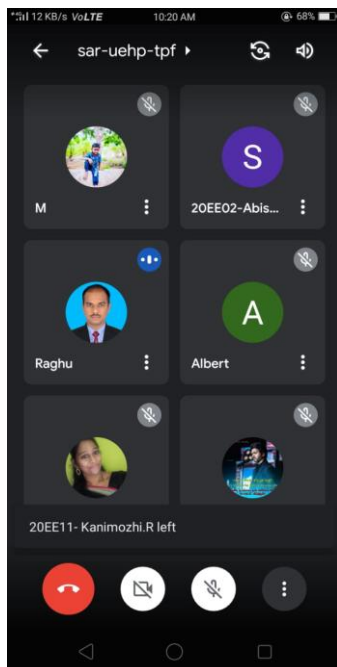 12 KB/s VoLTE 10:20 AM 68%
sar-uehp-tpf
S
M
20EE02-Abis...
A
Raghu
Albert
20EE11- Kanimozhi.R left